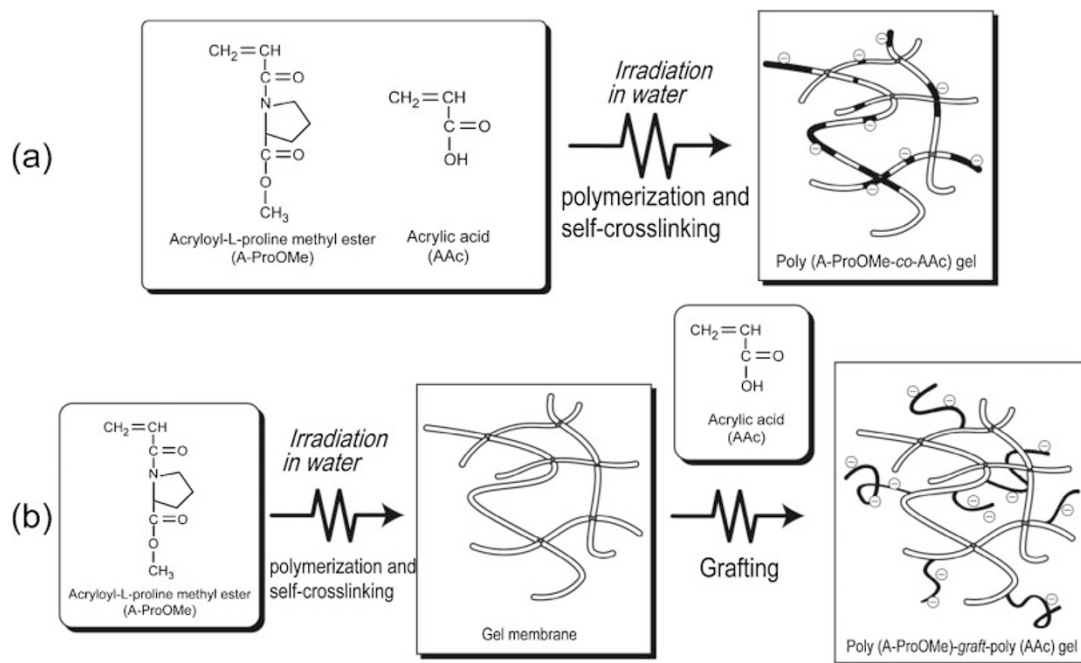 (a)
CH2=CH
C=O
N
C=O
O
CH3
Acryloyl-L-proline methyl ester
(A-ProOMe)
CH2=CH
C=O
OH
Acrylic acid
(AAc)
Irradiation
in water
polymerization and
self-crosslinking
Poly (A-ProOMe-co-AAc) gel
(b)
CH2=CH
C=O
N
C=O
O
CH3
Acryloyl-L-proline methyl ester
(A-ProOMe)
Irradiation
in water
polymerization and
self-crosslinking
Gel membrane
CH2=CH
C=O
OH
Acrylic acid
(AAc)
Grafting
Poly (A-ProOMe)-graft-poly (AAc) gel